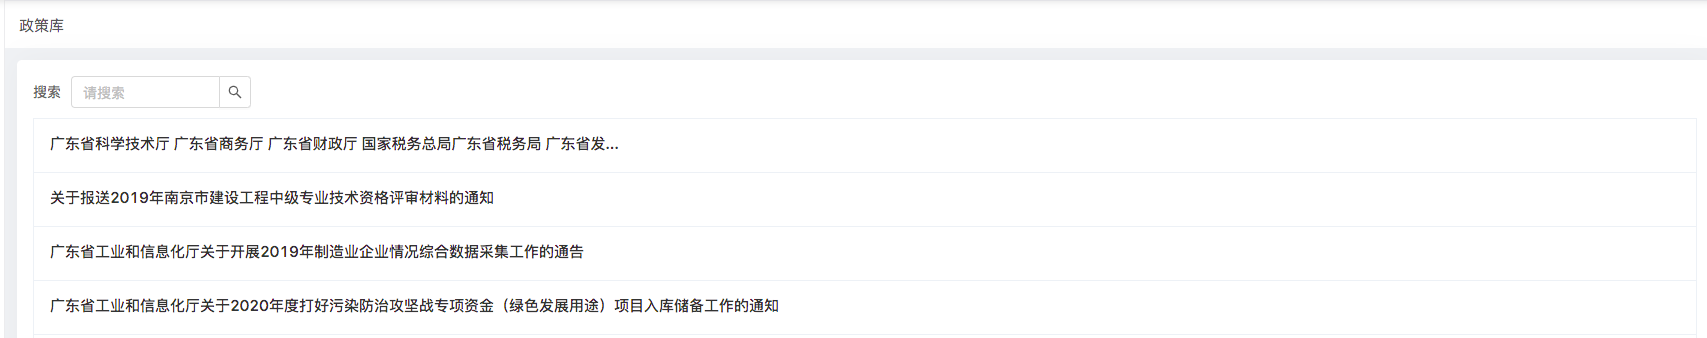 政策库
搜索 请搜索
广东省科学技术厅 广东省商务厅 广东省财政厅 国家税务总局广东省税务局 广东省发...
关于报送2019年南京市建设工程中级专业技术资格评审材料的通知
广东省工业和信息化厅关于开展2019年制造业企业情况综合数据采集工作的通告
广东省工业和信息化厅关于2020年度打好污染防治攻坚战专项资金（绿色发展用途）项目入库储备工作的通知